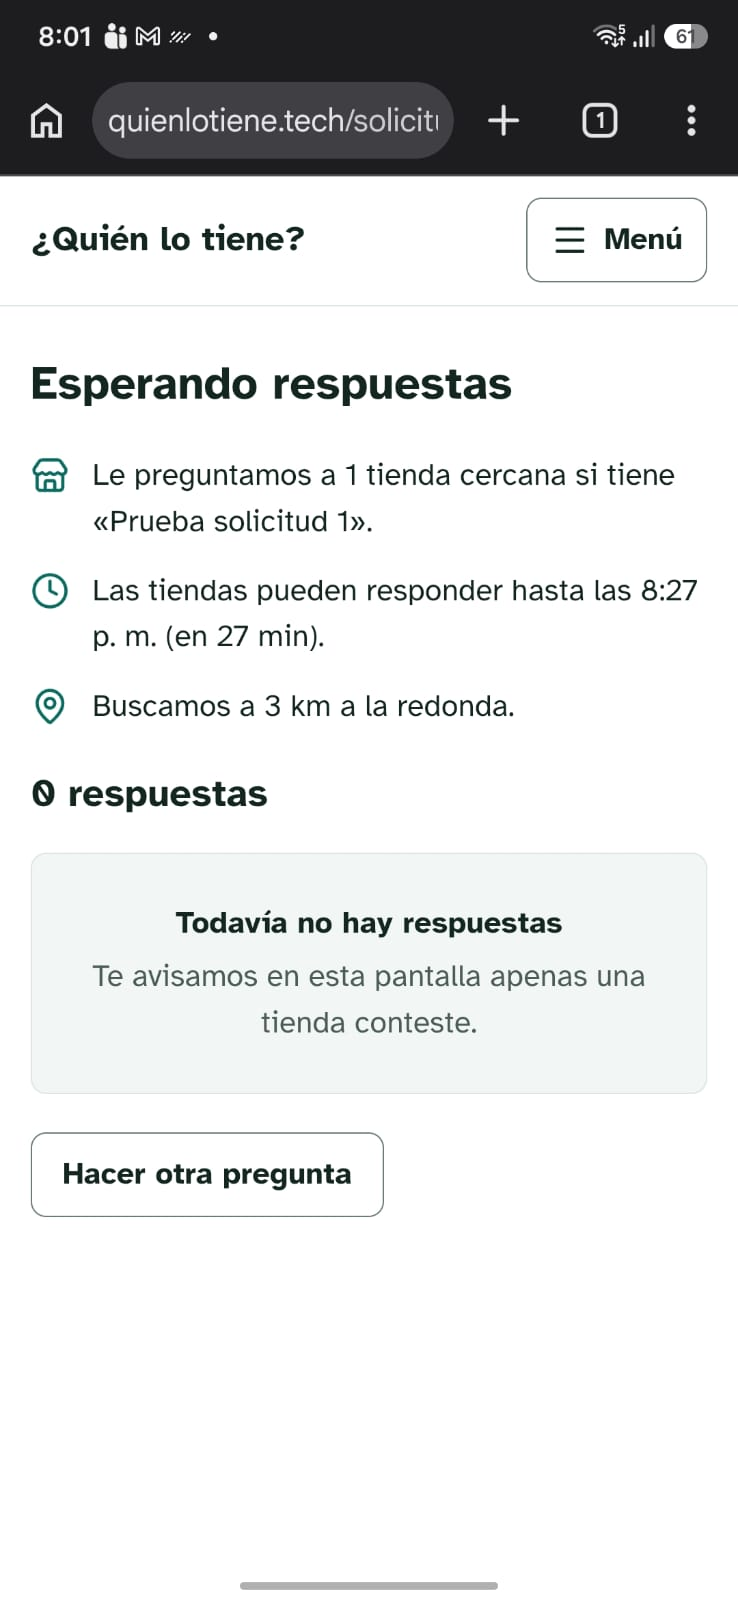 8:01
61
quienlotiene.tech/solicitu
1
¿Quién lo tiene?
Menú
Esperando respuestas
Le preguntamos a 1 tienda cercana si tiene
«Prueba solicitud 1».
Las tiendas pueden responder hasta las 8:27
p. m. (en 27 min).
Buscamos a 3 km a la redonda.
0 respuestas
Todavía no hay respuestas
Te avisamos en esta pantalla apenas una
tienda conteste.
Hacer otra pregunta